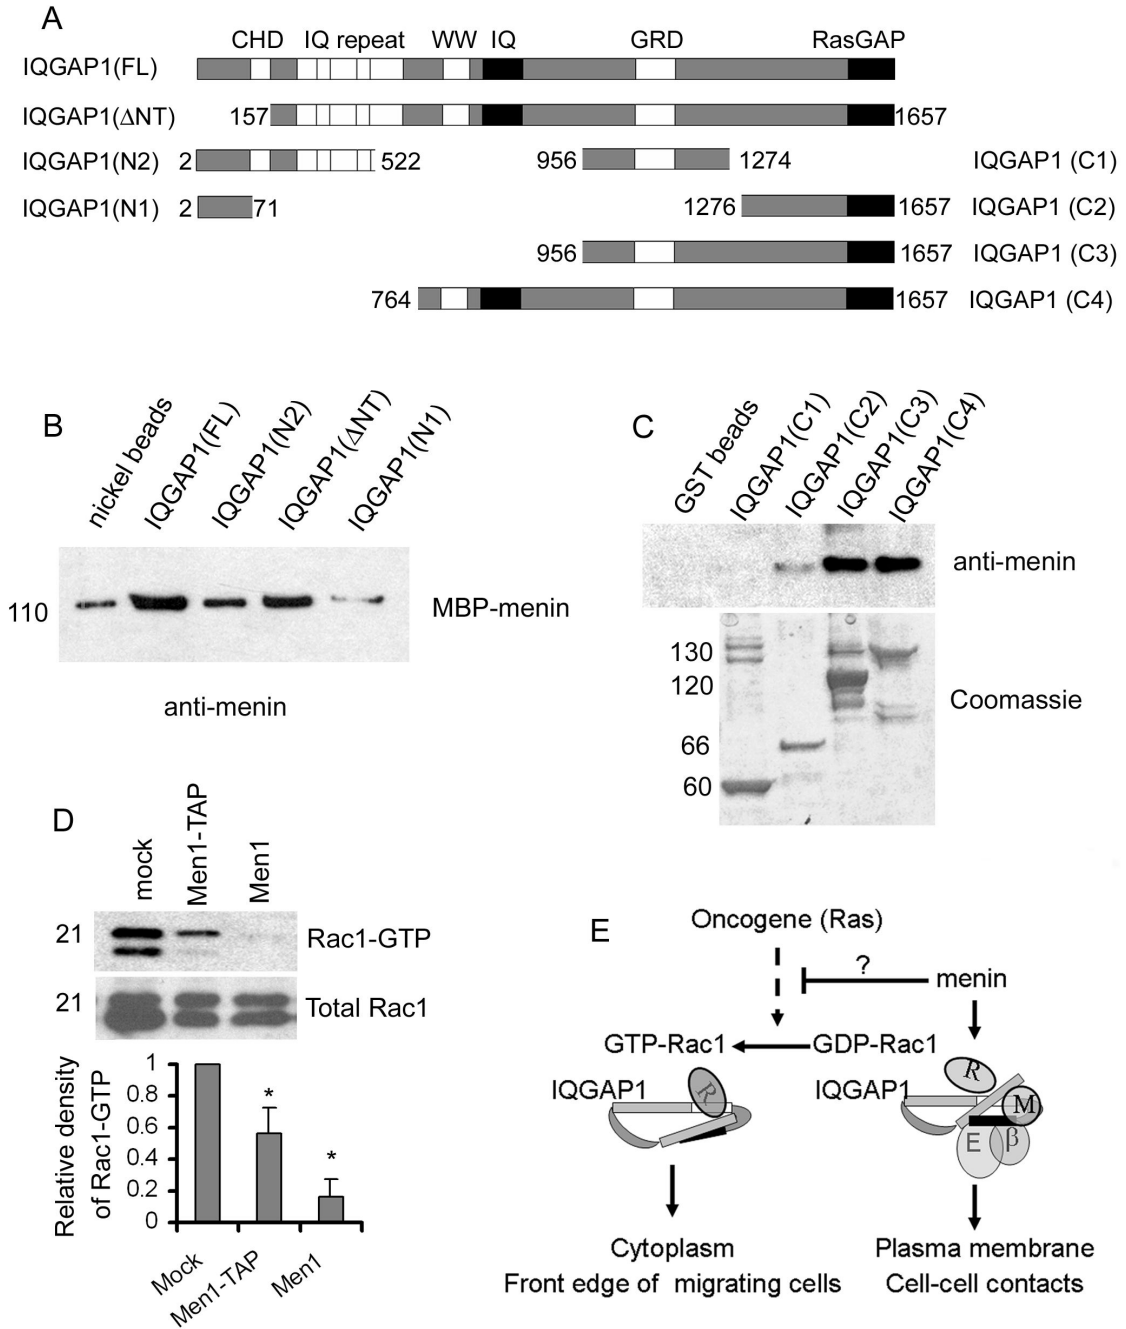 A
CHD IQ repeat WW IQ GRD RasGAP
IQGAP1(FL)
IQGAP1(ΔNT) 157 1657
IQGAP1(N2) 2 522 956 1274 IQGAP1 (C1)
IQGAP1(N1) 2 71 1276 1657 IQGAP1 (C2)
956 1657 IQGAP1 (C3)
764 1657 IQGAP1 (C4)
B
nickel beads
IQGAP1(FL)
IQGAP1(N2)
IQGAP1(ΔNT)
IQGAP1(N1)
110 MBP-menin
anti-menin
C
GST beads
IQGAP1(C1)
IQGAP1(C2)
IQGAP1(C3)
IQGAP1(C4)
anti-menin
130
120
Coomassie
66
60
D
mock
Men1-TAP
Men1
21 Rac1-GTP
21 Total Rac1
Relative density
of Rac1-GTP
1
0.8
0.6
0.4
0.2
0
*
*
Mock
Men1-TAP
Men1
E
Oncogene (Ras)
? menin
GTP-Rac1 GDP-Rac1
IQGAP1 R
IQGAP1 R M E β
Cytoplasm
Front edge of migrating cells
Plasma membrane
Cell-cell contacts